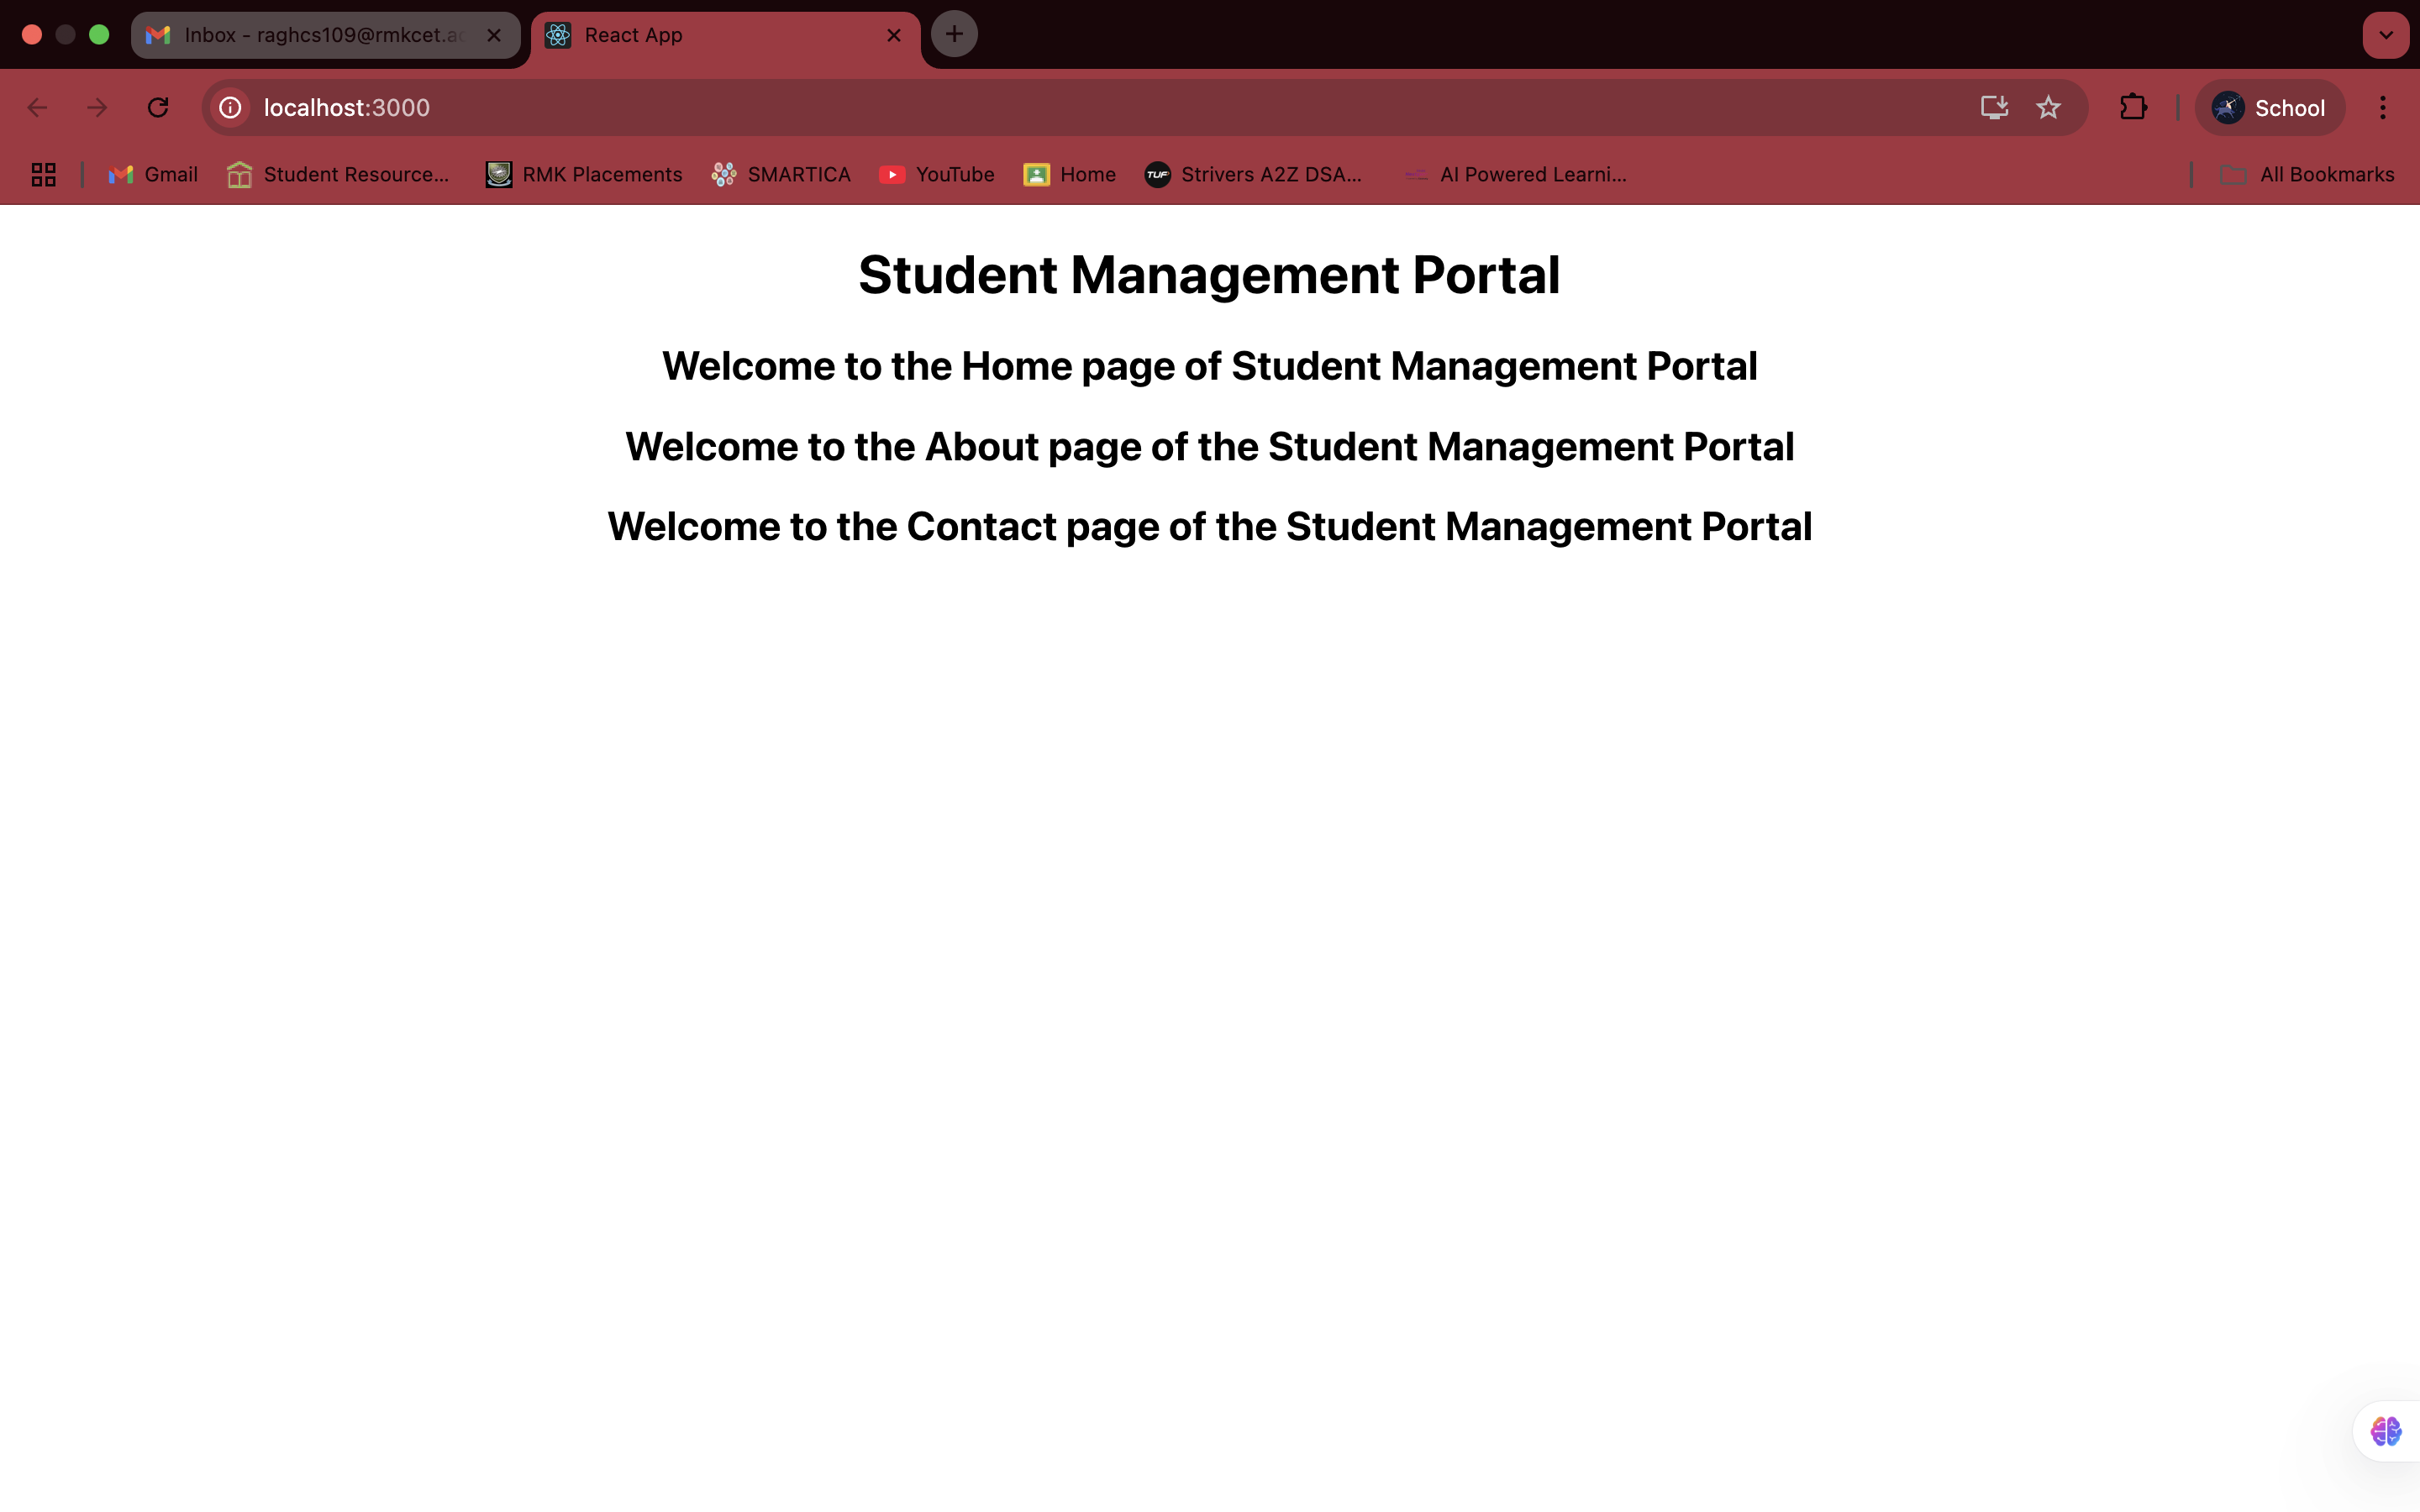 Inbox - raghcs109@rmkcet.ac
React App
localhost:3000
School
Gmail
Student Resource...
RMK Placements
SMARTICA
YouTube
Home
TUF
Strivers A2Z DSA...
AI Powered Learni...
All Bookmarks
Student Management Portal
Welcome to the Home page of Student Management Portal
Welcome to the About page of the Student Management Portal
Welcome to the Contact page of the Student Management Portal